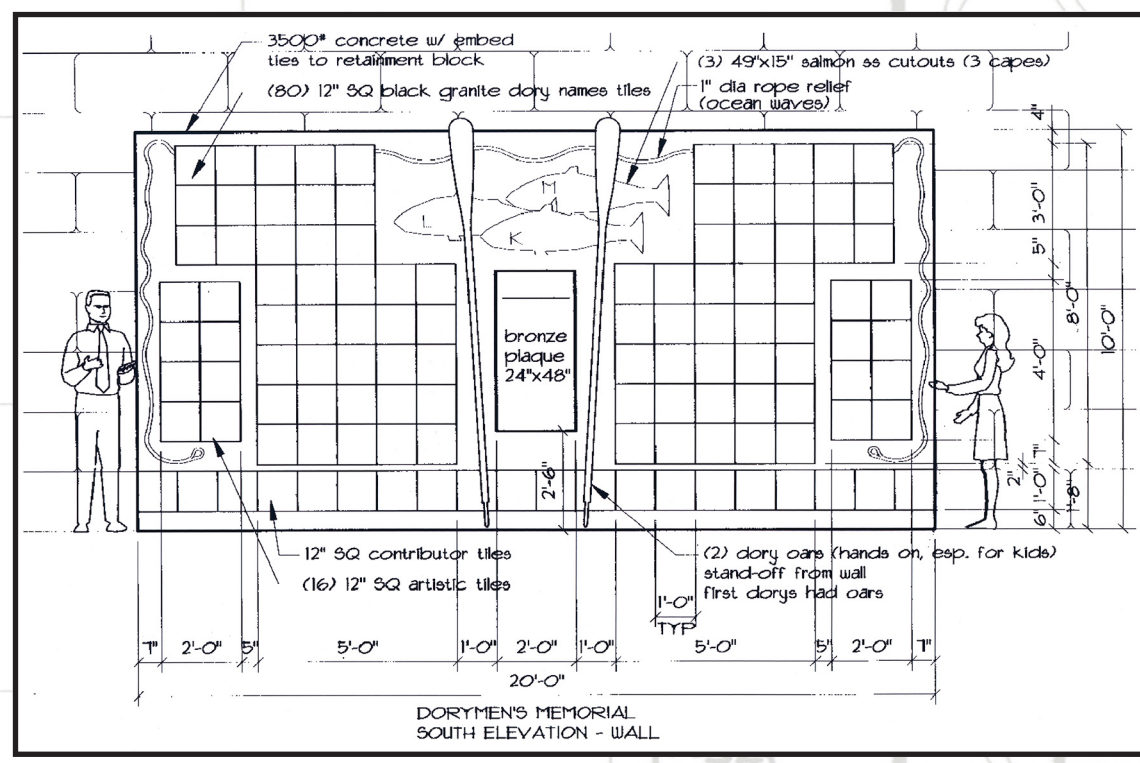 3500# concrete w/ embed
ties to retainment block
(80) 12" SQ black granite dory names tiles
(3) 49"x15" salmon ss cutouts (3 capes)
1" dia rope relief
(ocean waves)
4"
M
L
K
3'-0"
5"
8'-0"
10'-0"
bronze
plaque
24"x48"
4'-0"
7"
2'-6"
2"
1'-0"
1'-8"
6"
12" SQ contributor tiles
(16) 12" SQ artistic tiles
(2) dory oars (hands on, esp. for kids)
stand-off from wall
first dorys had oars
1'-0"
TYP
7" 2'-0" 5" 5'-0" 1'-0" 2'-0" 1'-0" 5'-0" 5" 2'-0" 7"
20'-0"
DORYMEN'S MEMORIAL
SOUTH ELEVATION - WALL